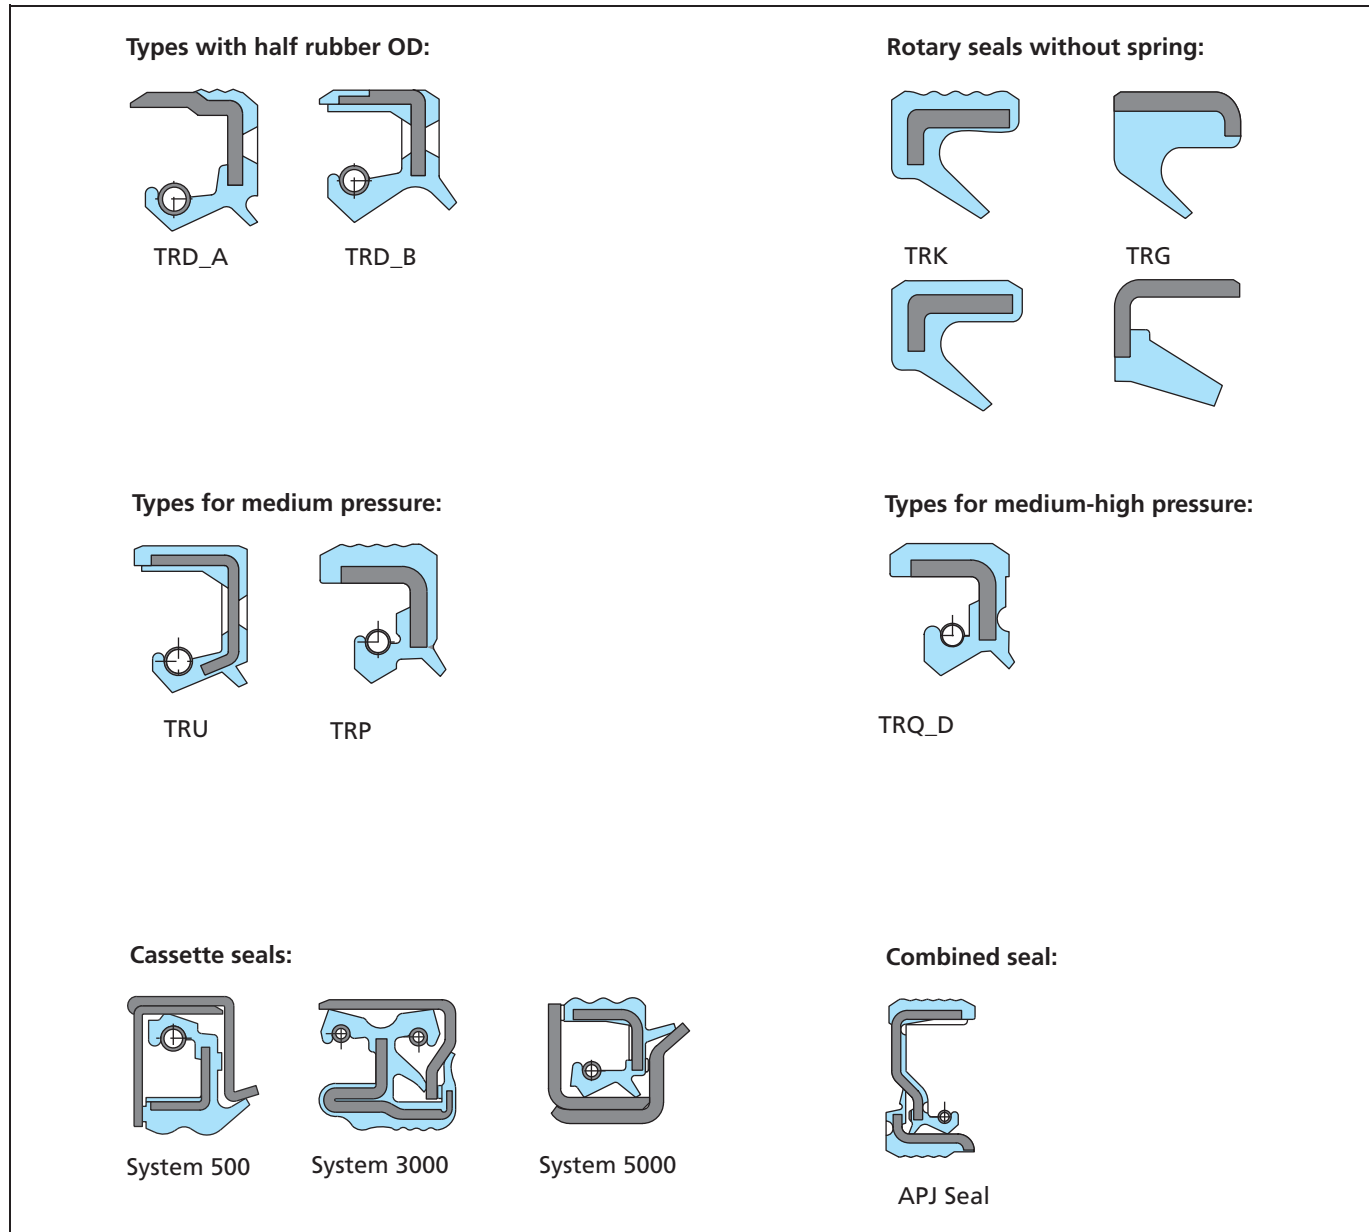 Types with half rubber OD:
TRD_A
TRD_B
Rotary seals without spring:
TRK
TRG
Types for medium pressure:
TRU
TRP
Types for medium-high pressure:
TRQ_D
Cassette seals:
System 500
System 3000
System 5000
Combined seal:
APJ Seal